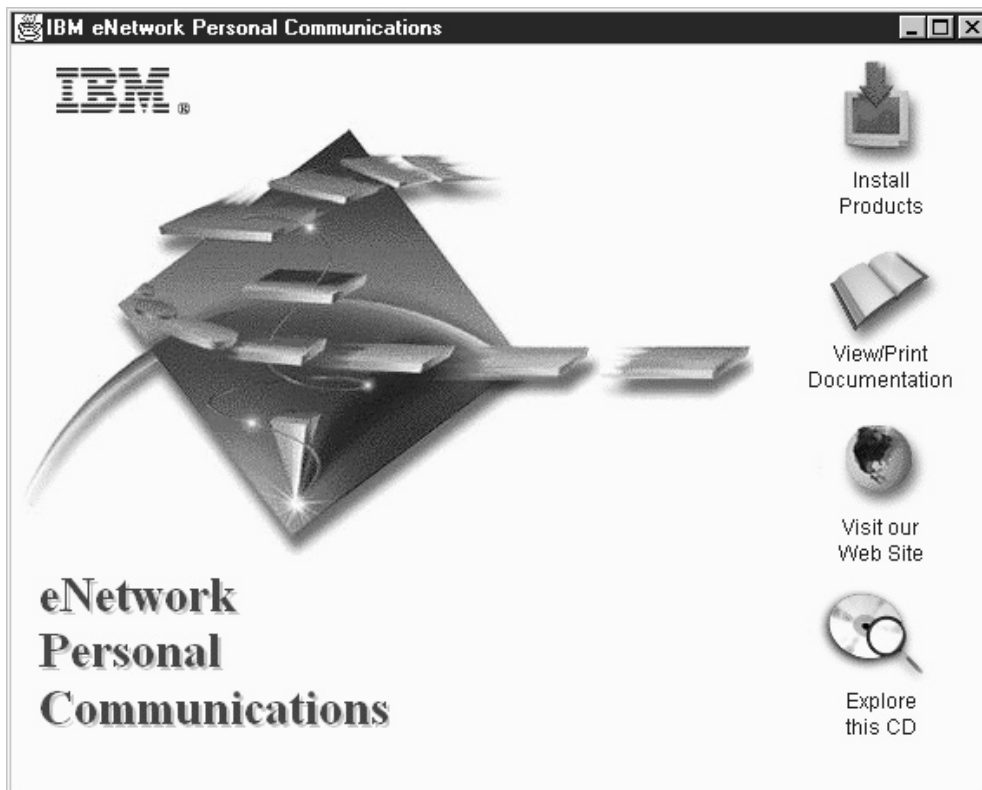 IBM eNetwork Personal Communications
IBM®
Install
Products
View/Print
Documentation
Visit our
Web Site
Explore
this CD
eNetwork
Personal
Communications